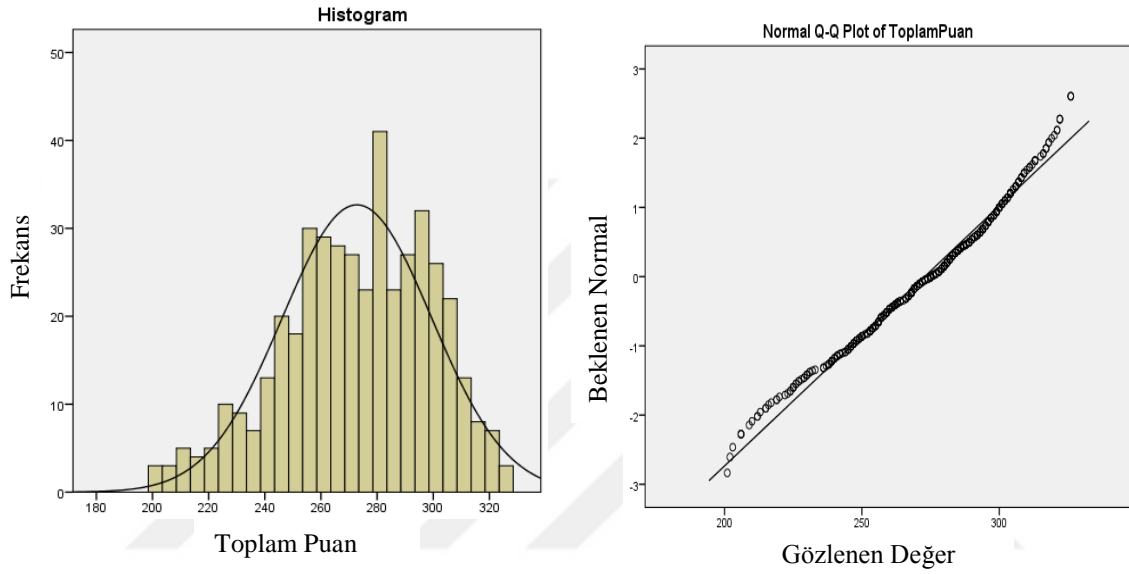 Histogram
Frekans
50
40
30
20
10
0
180 200 220 240 260 280 300 320
Toplam Puan
Normal Q-Q Plot of ToplamPuan
Beklenen Normal
3
2
1
0
-1
-2
-3
200 250 300
Gözlenen Değer